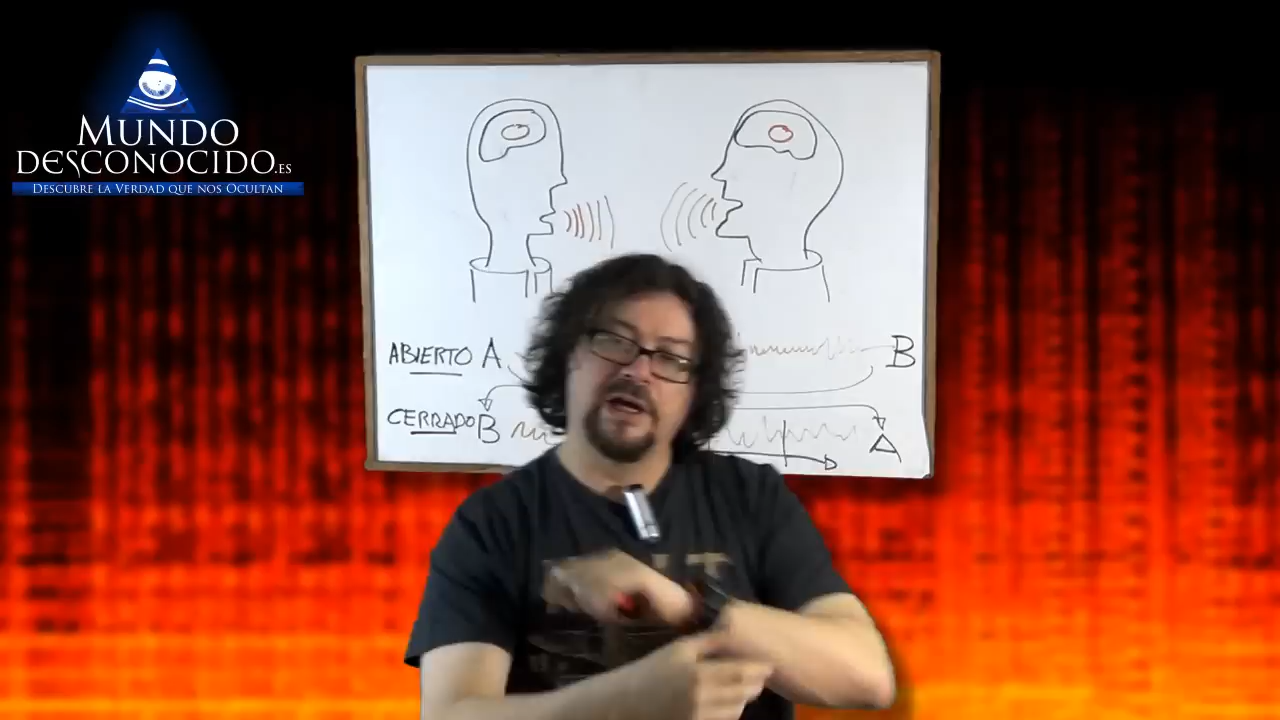 MUNDO
DESCONOCIDO.ES
DESCUBRE LA VERDAD QUE NOS OCULTAN
ABIERTO A
B
CERRADO B
A